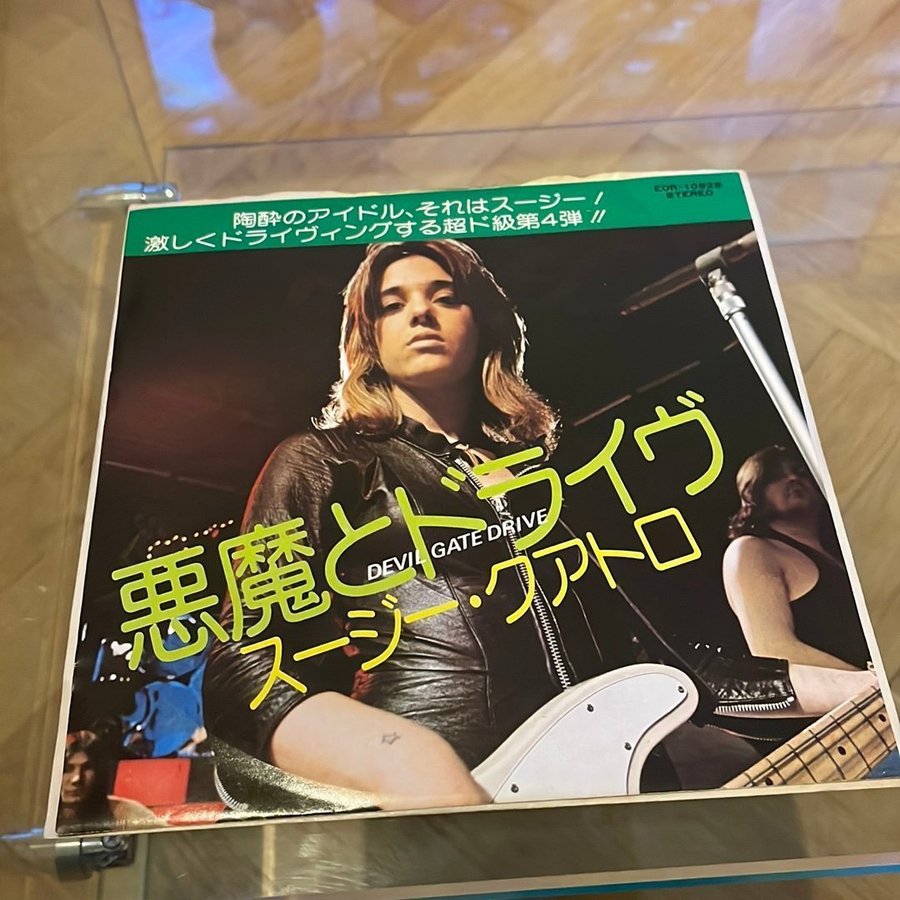 EOR-10528
STEREO
陶酔のアイドル、それはスージー!
激しくドライヴィングする超ド級第4弾!!
悪魔とドライヴ
DEVIL GATE DRIVE
スージー・クアトロ